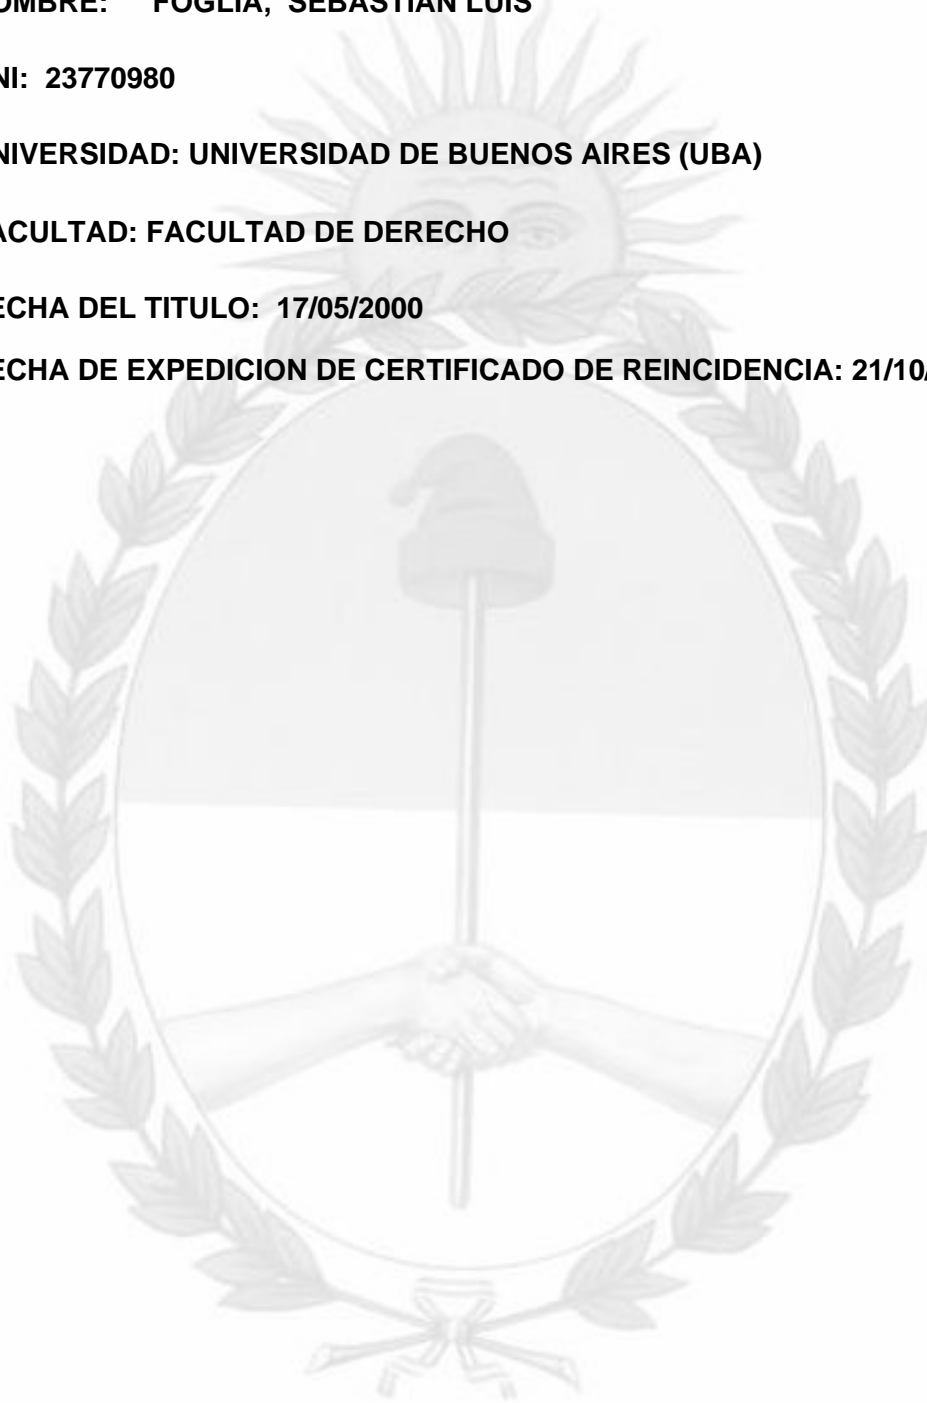 OMBRE: FOGLIA, SEBASTIAN LUIS
NI: 23770980
NIVERSIDAD: UNIVERSIDAD DE BUENOS AIRES (UBA)
ACULTAD: FACULTAD DE DERECHO
ECHA DEL TITULO: 17/05/2000
ECHA DE EXPEDICION DE CERTIFICADO DE REINCIDENCIA: 21/10/